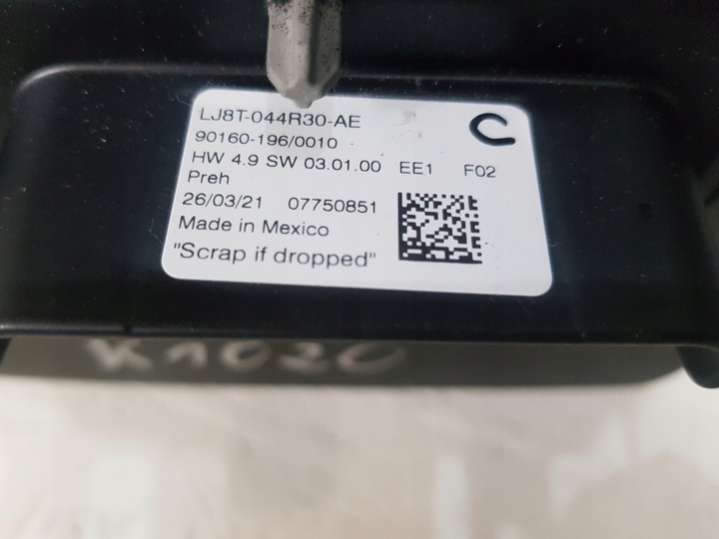 LJ8T-044R30-AE
90160-196/0010
HW 4.9 SW 03.01.00 EE1 F02
Preh
26/03/21 07750851
Made in Mexico
"Scrap if dropped"
C